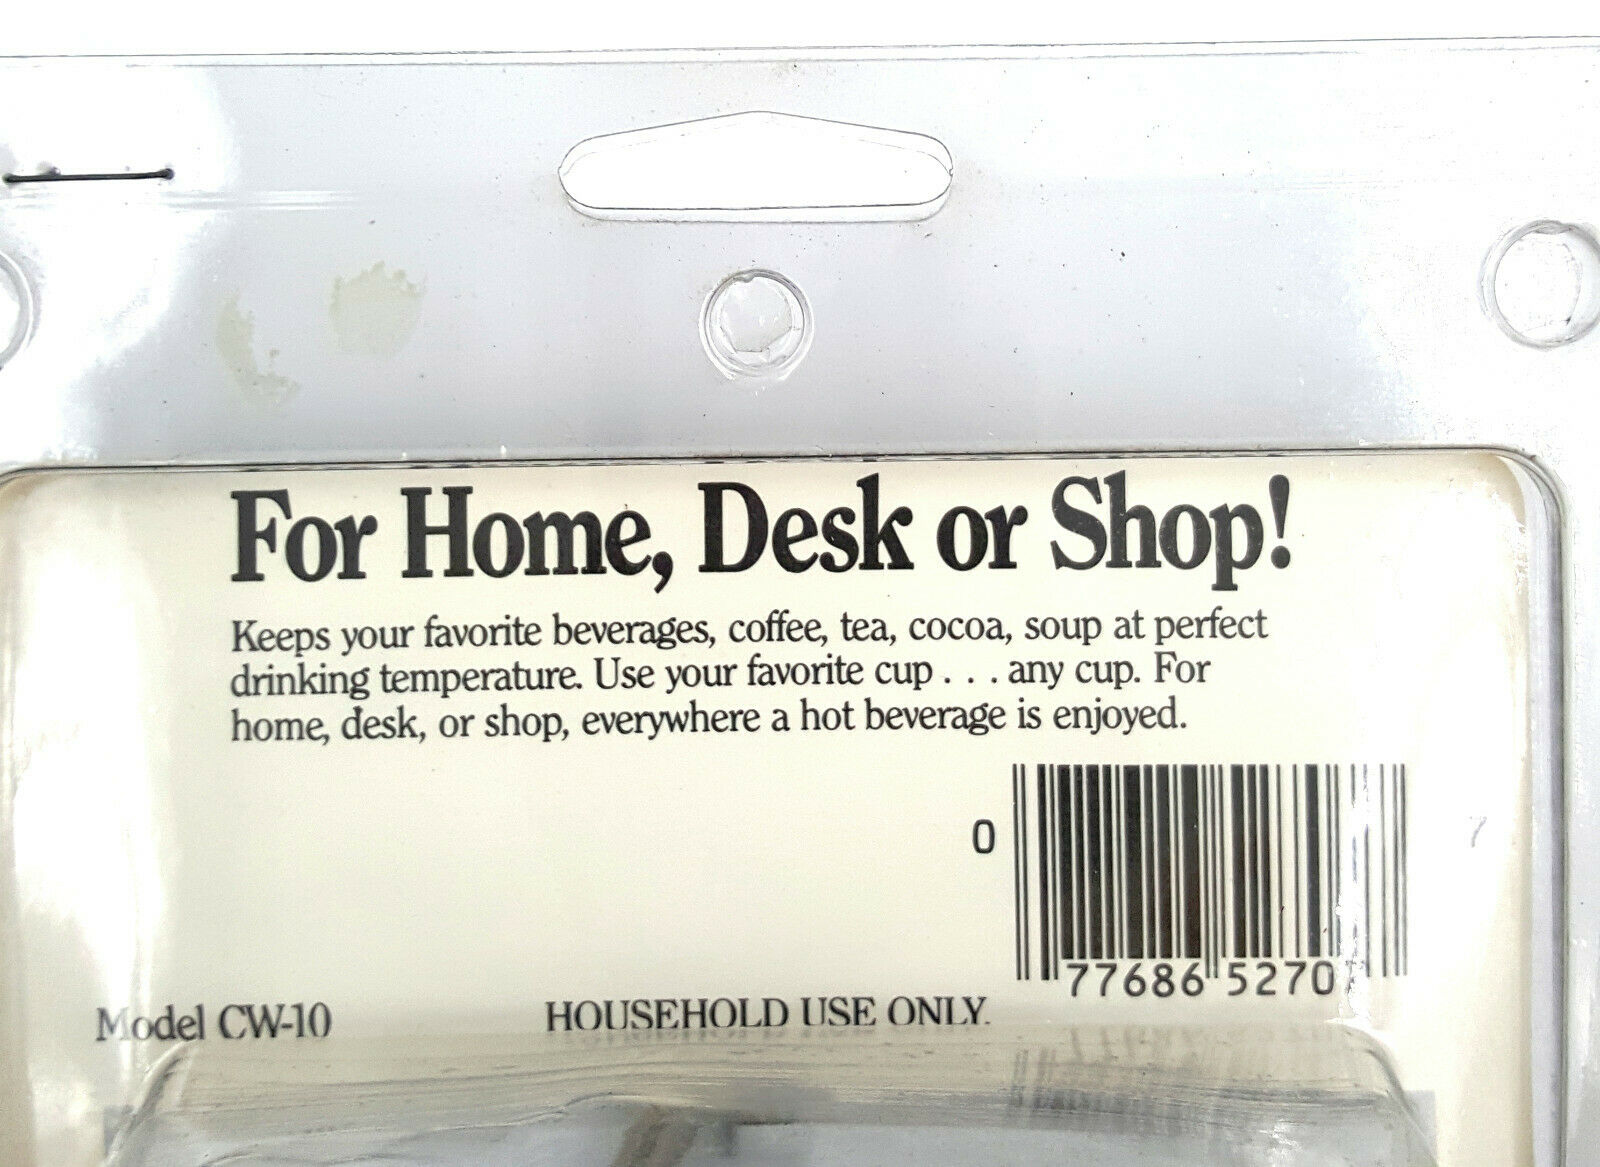 For Home, Desk or Shop!
Keeps your favorite beverages, coffee, tea, cocoa, soup at perfect
drinking temperature. Use your favorite cup . . . any cup. For
home, desk, or shop, everywhere a hot beverage is enjoyed.
0 77686 5270 7
Model CW-10 HOUSEHOLD USE ONLY.